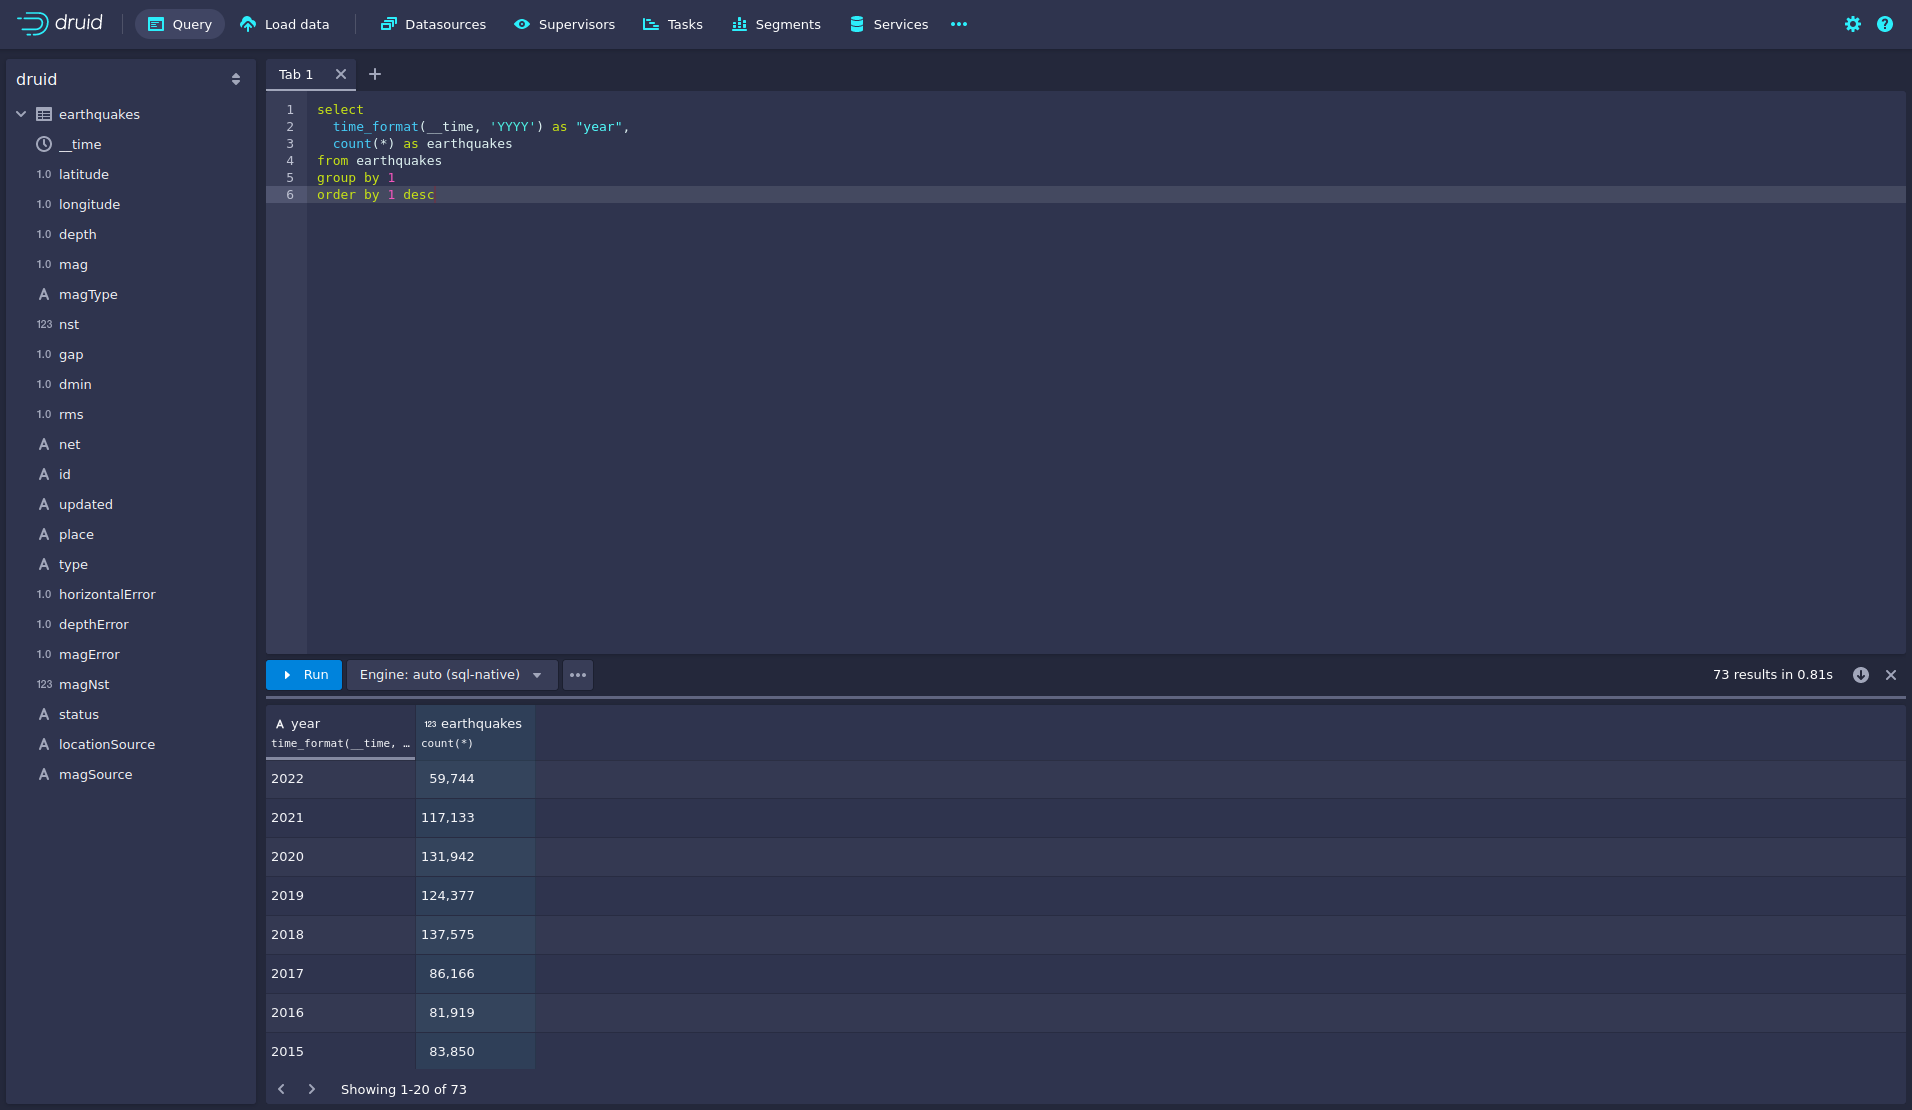 druid
Query
Load data
Datasources
Supervisors
Tasks
Segments
Services
druid
earthquakes
__time
1.0 latitude
1.0 longitude
1.0 depth
1.0 mag
A magType
123 nst
1.0 gap
1.0 dmin
1.0 rms
A net
A id
A updated
A place
A type
1.0 horizontalError
1.0 depthError
1.0 magError
123 magNst
A status
A locationSource
A magSource
Tab 1
1 select
2 time_format(__time, 'YYYY') as "year",
3 count(*) as earthquakes
4 from earthquakes
5 group by 1
6 order by 1 desc
Run
Engine: auto (sql-native)
73 results in 0.81s
A year
123 earthquakes
time_format(__time, …
count(*)
2022 59,744
2021 117,133
2020 131,942
2019 124,377
2018 137,575
2017 86,166
2016 81,919
2015 83,850
Showing 1-20 of 73